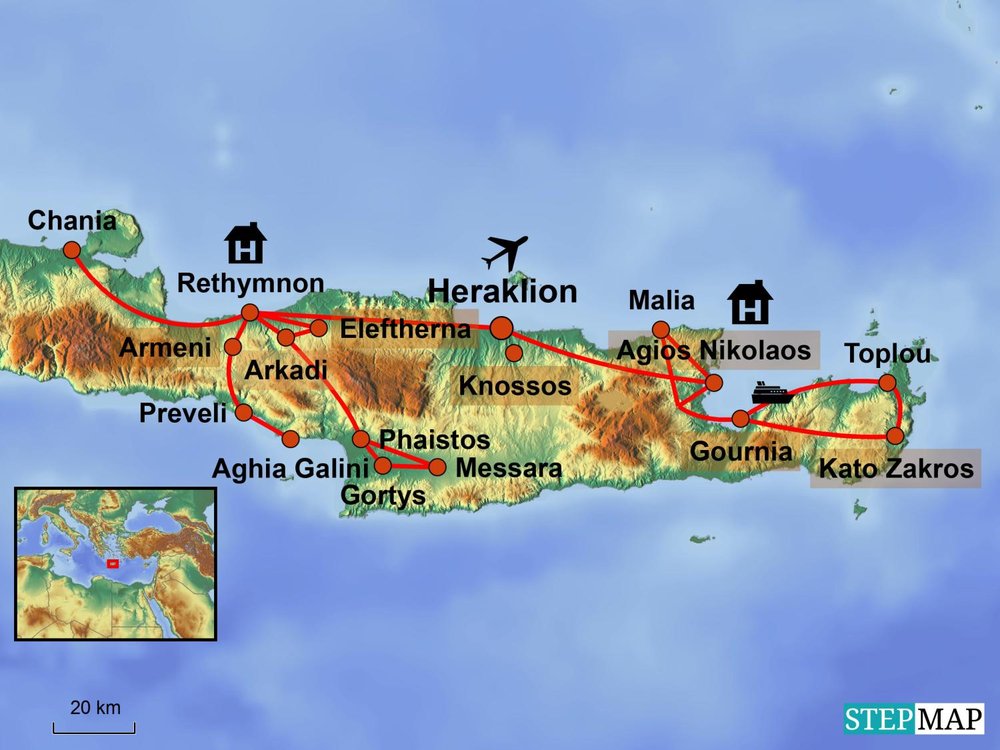 Chania
H
Rethymnon
Heraklion
Malia
H
Armeni
Eleftherna
Arkadi
Knossos
Agios Nikolaos
Toplou
Preveli
Phaistos
Gournia
Aghia Galini
Messara
Kato Zakros
Gortys
20 km
STEPMAP